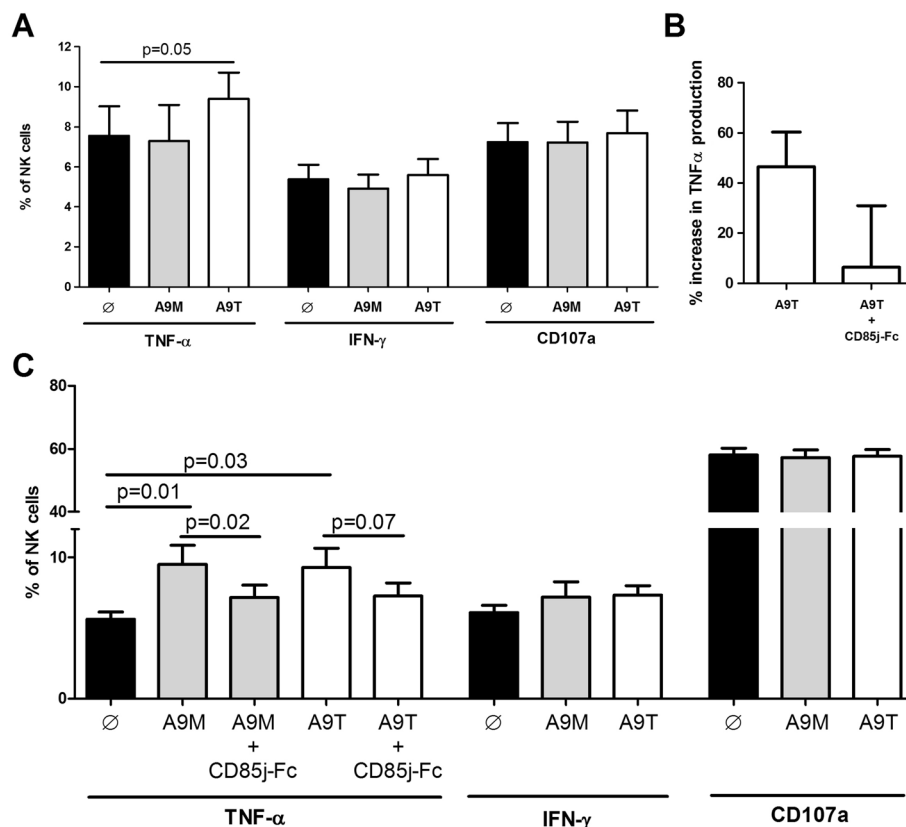 A
p=0.05
12
10
8
6
4
2
0
% of NK cells
∅ A9M A9T ∅ A9M A9T ∅ A9M A9T
TNF-α IFN-γ CD107a
B
% increase in TNFα production
80
60
40
20
0
A9T A9T
+
CD85j-Fc
C
% of NK cells
80
60
40
10
0
p=0.03
p=0.01
p=0.02 p=0.07
∅ A9M A9M A9T A9T ∅ A9M A9T ∅ A9M A9T
+ +
CD85j-Fc CD85j-Fc
TNF-α IFN-γ CD107a